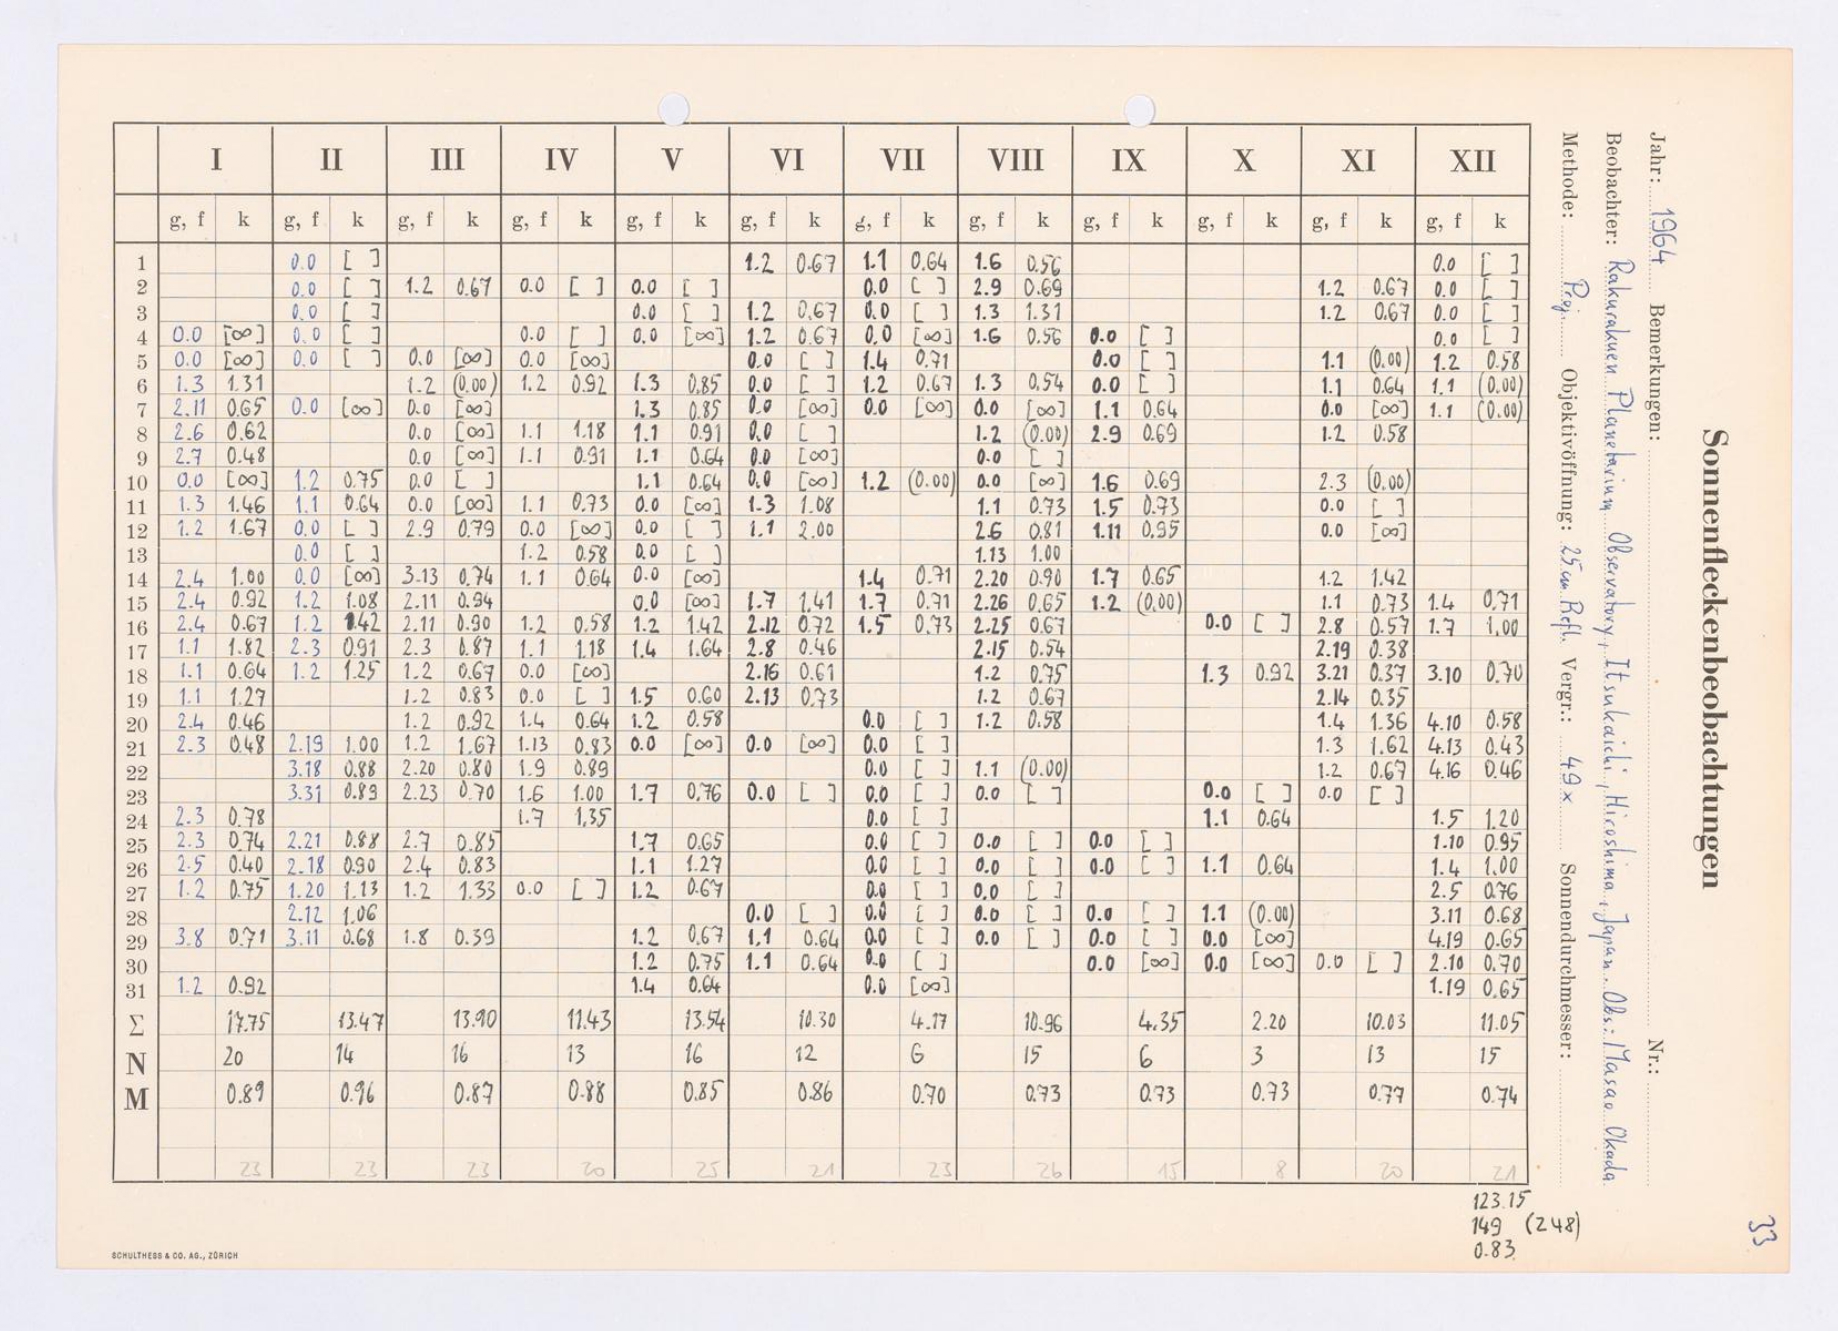 Sonnenfleckenbeobachtungen
Jahr: 1964 Bemerkungen: Nr.:
Beobachter: Rakurakuen Planetarium Observatory, Itsukaichi, Hiroshima, Japan. Obs.: Masao Okada.
Methode: Proj. Objektivöffnung: 25 cm Refl. Vergr.: 49 x Sonnendurchmesser:
I II III IV V VI VII VIII IX X XI XII
g, f k g, f k g, f k g, f k g, f k g, f k g, f k g, f k g, f k g, f k g, f k g, f k
1 0.0 [ ] 1.2 0.67 1.1 0.64 1.6 0.56 0.0 [ ]
2 0.0 [ ] 1.2 0.67 0.0 [ ] 0.0 [ ] 0.0 [ ] 2.9 0.69 1.2 0.67 0.0 [ ]
3 0.0 [ ] 0.0 [ ] 1.2 0.67 0.0 [ ] 1.3 1.31 1.2 0.67 0.0 [ ]
4 0.0 [∞] 0.0 [ ] 0.0 [ ] 0.0 [∞] 1.2 0.67 0.0 [∞] 1.6 0.56 0.0 [ ] 0.0 [ ]
5 0.0 [∞] 0.0 [ ] 0.0 [∞] 0.0 [∞] 0.0 [ ] 1.4 0.71 0.0 [ ] 1.1 (0.00) 1.2 0.58
6 1.3 1.31 1.2 (0.00) 1.2 0.92 1.3 0.85 0.0 [ ] 1.2 0.67 1.3 0.54 0.0 [ ] 1.1 0.64 1.1 (0.00)
7 2.11 0.65 0.0 [∞] 0.0 [∞] 1.3 0.85 0.0 [∞] 0.0 [∞] 0.0 [∞] 1.1 0.64 0.0 [∞] 1.1 (0.00)
8 2.6 0.62 0.0 [∞] 1.1 1.18 1.1 0.91 0.0 [ ] 1.2 (0.00) 2.9 0.69 1.2 0.58
9 2.7 0.48 0.0 [∞] 1.1 0.91 1.1 0.64 0.0 [∞] 0.0 [ ]
10 0.0 [∞] 1.2 0.75 0.0 [ ] 1.1 0.64 0.0 [∞] 1.2 (0.00) 0.0 [∞] 1.6 0.69 2.3 (0.00)
11 1.3 1.46 1.1 0.64 0.0 [∞] 1.1 0.73 0.0 [∞] 1.3 1.08 1.1 0.73 1.5 0.73 0.0 [ ]
12 1.2 1.67 0.0 [ ] 2.9 0.79 0.0 [∞] 0.0 [ ] 1.1 2.00 2.6 0.81 1.11 0.95 0.0 [∞]
13 0.0 [ ] 1.2 0.58 0.0 [ ] 1.13 1.00
14 2.4 1.00 0.0 [∞] 3.13 0.74 1.1 0.64 0.0 [∞] 1.4 0.71 2.20 0.90 1.7 0.65 1.2 1.42
15 2.4 0.92 1.2 1.08 2.11 0.94 0.0 [∞] 1.7 1.41 1.7 0.71 2.26 0.65 1.2 (0.00) 1.1 0.73 1.4 0.71
16 2.4 0.67 1.2 1.42 2.11 0.90 1.2 0.58 1.2 1.42 2.12 0.72 1.5 0.73 2.25 0.67 0.0 [ ] 2.8 0.57 1.7 1.00
17 1.1 1.82 2.3 0.91 2.3 0.87 1.1 1.18 1.4 1.64 2.8 0.46 2.15 0.54 2.19 0.38
18 1.1 0.64 1.2 1.25 1.2 0.67 0.0 [∞] 2.16 0.61 1.2 0.75 1.3 0.92 3.21 0.37 3.10 0.70
19 1.1 1.27 1.2 0.83 0.0 [ ] 1.5 0.60 2.13 0.73 1.2 0.67 2.14 0.35
20 2.4 0.46 1.2 0.92 1.4 0.64 1.2 0.58 0.0 [ ] 1.2 0.58 1.4 1.36 4.10 0.58
21 2.3 0.48 2.19 1.00 1.2 1.67 1.13 0.83 0.0 [∞] 0.0 [∞] 0.0 [ ] 1.3 1.62 4.13 0.43
22 3.18 0.88 2.20 0.80 1.9 0.89 0.0 [ ] 1.1 (0.00) 1.2 0.67 4.16 0.46
23 3.31 0.89 2.23 0.70 1.6 1.00 1.7 0.76 0.0 [ ] 0.0 [ ] 0.0 [ ] 0.0 [ ] 0.0 [ ]
24 2.3 0.78 1.7 1.35 0.0 [ ] 1.1 0.64 1.5 1.20
25 2.3 0.74 2.21 0.88 2.7 0.85 1.7 0.65 0.0 [ ] 0.0 [ ] 0.0 [ ] 1.10 0.95
26 2.5 0.40 2.18 0.90 2.4 0.83 1.1 1.27 0.0 [ ] 0.0 [ ] 0.0 [ ] 1.1 0.64 1.4 1.00
27 1.2 0.75 1.20 1.13 1.2 1.33 0.0 [ ] 1.2 0.67 0.0 [ ] 0.0 [ ] 2.5 0.76
28 2.12 1.06 0.0 [ ] 0.0 [ ] 0.0 [ ] 0.0 [ ] 1.1 (0.00) 3.11 0.68
29 3.8 0.71 3.11 0.68 1.8 0.39 1.2 0.67 1.1 0.64 0.0 [ ] 0.0 [ ] 0.0 [ ] 0.0 [∞] 4.19 0.65
30 1.2 0.75 1.1 0.64 0.0 [ ] 0.0 [∞] 0.0 [∞] 0.0 [ ] 2.10 0.70
31 1.2 0.92 1.4 0.64 0.0 [∞] 1.19 0.65
Σ 17.75 13.47 13.90 11.43 13.54 10.30 4.17 10.96 4.35 2.20 10.03 11.05
N 20 14 16 13 16 12 6 15 6 3 13 15
M 0.89 0.96 0.87 0.88 0.85 0.86 0.70 0.73 0.73 0.73 0.77 0.74
23 23 23 20 25 21 23 26 15 8 20 21
123.15
149 (248)
0.83
33
SCHULTHESS & CO. AG., ZÜRICH